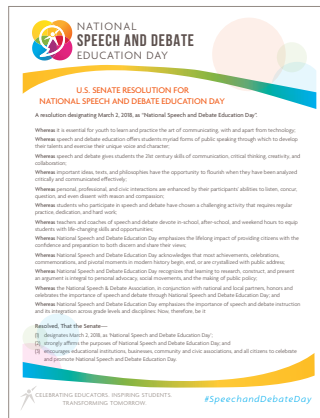 NATIONAL
SPEECH AND DEBATE
EDUCATION DAY
U.S. SENATE RESOLUTION FOR
NATIONAL SPEECH AND DEBATE EDUCATION DAY
A resolution designating March 2, 2018, as "National Speech and Debate Education Day".
Whereas it is essential for youth to learn and practice the art of communicating, with and apart from technology;
Whereas speech and debate education offers students myriad forms of public speaking through which to develop
their talents and exercise their unique voice and character;
Whereas speech and debate gives students the 21st century skills of communication, critical thinking, creativity, and
collaboration;
Whereas important ideas, texts, and philosophies have the opportunity to flourish when they have been analyzed
critically and communicated effectively;
Whereas personal, professional, and civic interactions are enhanced by their participants' abilities to listen, concur,
question, and even dissent with reason and compassion;
Whereas students who participate in speech and debate have chosen a challenging activity that requires regular
practice, dedication, and hard work;
Whereas teachers and coaches of speech and debate devote in-school, after-school, and weekend hours to equip
students with life-changing skills and opportunities;
Whereas National Speech and Debate Education Day emphasizes the lifelong impact of providing citizens with the
confidence and preparation to both discern and share their views;
Whereas National Speech and Debate Education Day acknowledges that most achievements, celebrations,
commemorations, and pivotal moments in modern history begin, end, or are crystallized with public address;
Whereas National Speech and Debate Education Day recognizes that learning to research, construct, and present
an argument is integral to personal advocacy, social movements, and the making of public policy;
Whereas the National Speech & Debate Association, in conjunction with national and local partners, honors and
celebrates the importance of speech and debate through National Speech and Debate Education Day; and
Whereas National Speech and Debate Education Day emphasizes the importance of speech and debate instruction
and its integration across grade levels and disciplines. Now, therefore, be it
Resolved, That the Senate—
(1) designates March 2, 2018, as "National Speech and Debate Education Day";
(2) strongly affirms the purposes of National Speech and Debate Education Day; and
(3) encourages educational institutions, businesses, community and civic associations, and all citizens to celebrate
and promote National Speech and Debate Education Day.
CELEBRATING EDUCATORS. INSPIRING STUDENTS.
TRANSFORMING TOMORROW.
#SpeechandDebateDay